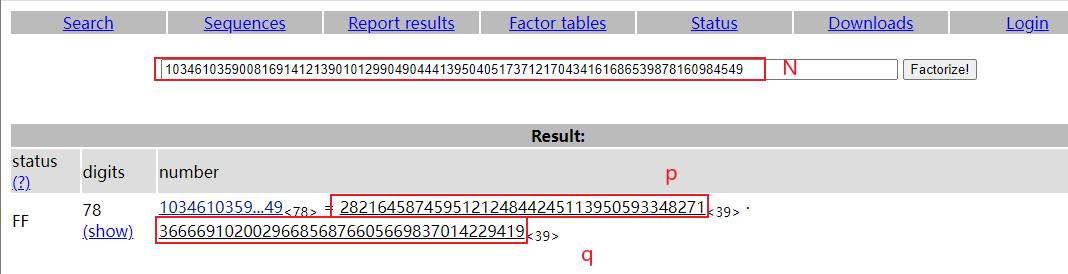 Search Sequences Report results Factor tables Status Downloads Login
103461035900816914121390101299049044413950405173712170434161686539878160984549 N
Factorize!
Result:
status (?) digits number
p
FF 78 (show) 1034610359...49<78> = 282164587459512124844245113950593348271<39> ·
366669102002966856876605669837014229419<39>
q